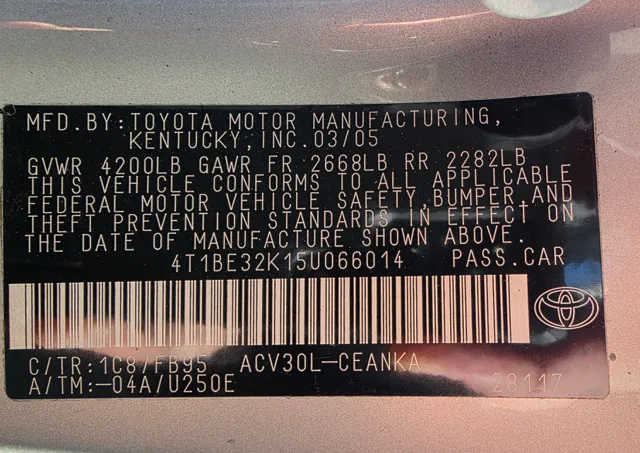 MFD.BY:TOYOTA MOTOR MANUFACTURING,
KENTUCKY,INC.03/05
GVWR 4200LB GAWR FR 2668LB RR 2282LB
THIS VEHICLE CONFORMS TO ALL APPLICABLE
FEDERAL MOTOR VEHICLE SAFETY,BUMPER,AND
THEFT PREVENTION STANDARDS IN EFFECT ON
THE DATE OF MANUFACTURE SHOWN ABOVE.
4T1BE32K15U066014 PASS.CAR
C/TR:1C8/FB95 ACV30L-CEANKA
A/TM:-04A/U250E 28117